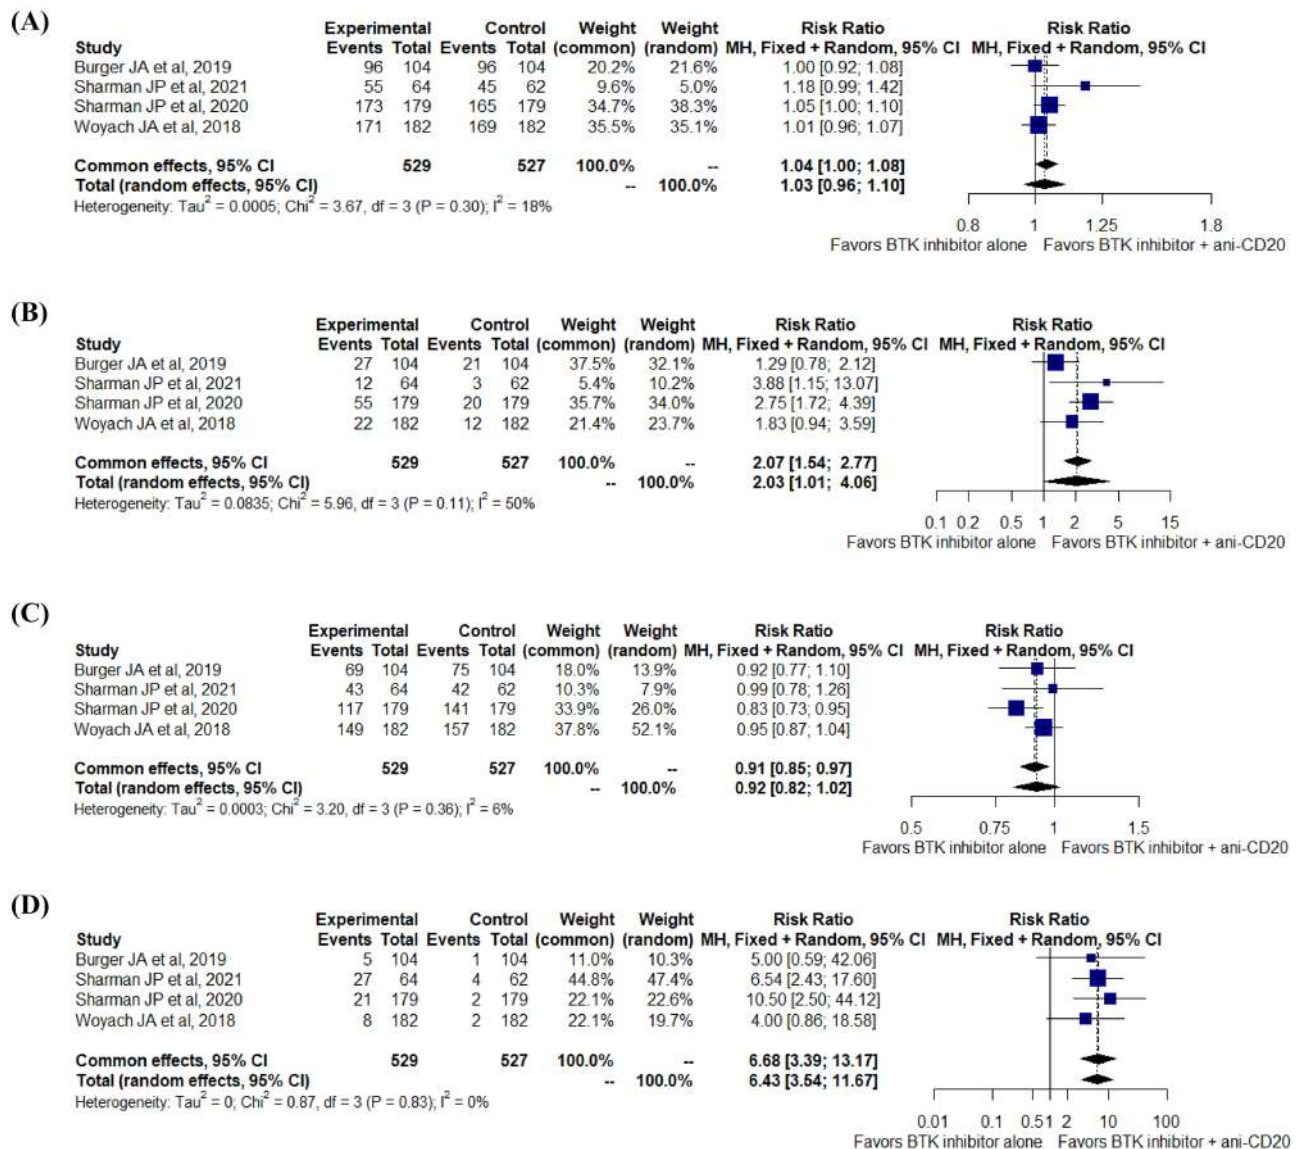 (A)
Experimental Control Weight Weight Risk Ratio Risk Ratio
Study Events Total Events Total (common) (random) MH, Fixed + Random, 95% CI MH, Fixed + Random, 95% CI
Burger JA et al, 2019 96 104 96 104 20.2% 21.6% 1.00 [0.92; 1.08]
Sharman JP et al, 2021 55 64 45 62 9.6% 5.0% 1.18 [0.99; 1.42]
Sharman JP et al, 2020 173 179 165 179 34.7% 38.3% 1.05 [1.00; 1.10]
Woyach JA et al, 2018 171 182 169 182 35.5% 35.1% 1.01 [0.96; 1.07]
Common effects, 95% CI 529 527 100.0% -- 1.04 [1.00; 1.08]
Total (random effects, 95% CI) -- 100.0% 1.03 [0.96; 1.10]
Heterogeneity: Tau² = 0.0005; Chi² = 3.67, df = 3 (P = 0.30); I² = 18%
0.8 1 1.25 1.8
Favors BTK inhibitor alone Favors BTK inhibitor + ani-CD20
(B)
Experimental Control Weight Weight Risk Ratio Risk Ratio
Study Events Total Events Total (common) (random) MH, Fixed + Random, 95% CI MH, Fixed + Random, 95% CI
Burger JA et al, 2019 27 104 21 104 37.5% 32.1% 1.29 [0.78; 2.12]
Sharman JP et al, 2021 12 64 3 62 5.4% 10.2% 3.88 [1.15; 13.07]
Sharman JP et al, 2020 55 179 20 179 35.7% 34.0% 2.75 [1.72; 4.39]
Woyach JA et al, 2018 22 182 12 182 21.4% 23.7% 1.83 [0.94; 3.59]
Common effects, 95% CI 529 527 100.0% -- 2.07 [1.54; 2.77]
Total (random effects, 95% CI) -- 100.0% 2.03 [1.01; 4.06]
Heterogeneity: Tau² = 0.0835; Chi² = 5.96, df = 3 (P = 0.11); I² = 50%
0.1 0.2 0.5 1 2 5 15
Favors BTK inhibitor alone Favors BTK inhibitor + ani-CD20
(C)
Experimental Control Weight Weight Risk Ratio Risk Ratio
Study Events Total Events Total (common) (random) MH, Fixed + Random, 95% CI MH, Fixed + Random, 95% CI
Burger JA et al, 2019 69 104 75 104 18.0% 13.9% 0.92 [0.77; 1.10]
Sharman JP et al, 2021 43 64 42 62 10.3% 7.9% 0.99 [0.78; 1.26]
Sharman JP et al, 2020 117 179 141 179 33.9% 26.0% 0.83 [0.73; 0.95]
Woyach JA et al, 2018 149 182 157 182 37.8% 52.1% 0.95 [0.87; 1.04]
Common effects, 95% CI 529 527 100.0% -- 0.91 [0.85; 0.97]
Total (random effects, 95% CI) -- 100.0% 0.92 [0.82; 1.02]
Heterogeneity: Tau² = 0.0003; Chi² = 3.20, df = 3 (P = 0.36); I² = 6%
0.5 0.75 1 1.5
Favors BTK inhibitor alone Favors BTK inhibitor + ani-CD20
(D)
Experimental Control Weight Weight Risk Ratio Risk Ratio
Study Events Total Events Total (common) (random) MH, Fixed + Random, 95% CI MH, Fixed + Random, 95% CI
Burger JA et al, 2019 5 104 1 104 11.0% 10.3% 5.00 [0.59; 42.06]
Sharman JP et al, 2021 27 64 4 62 44.8% 47.4% 6.54 [2.43; 17.60]
Sharman JP et al, 2020 21 179 2 179 22.1% 22.6% 10.50 [2.50; 44.12]
Woyach JA et al, 2018 8 182 2 182 22.1% 19.7% 4.00 [0.86; 18.58]
Common effects, 95% CI 529 527 100.0% -- 6.68 [3.39; 13.17]
Total (random effects, 95% CI) -- 100.0% 6.43 [3.54; 11.67]
Heterogeneity: Tau² = 0; Chi² = 0.87, df = 3 (P = 0.83); I² = 0%
0.01 0.1 0.5 1 2 10 100
Favors BTK inhibitor alone Favors BTK inhibitor + ani-CD20